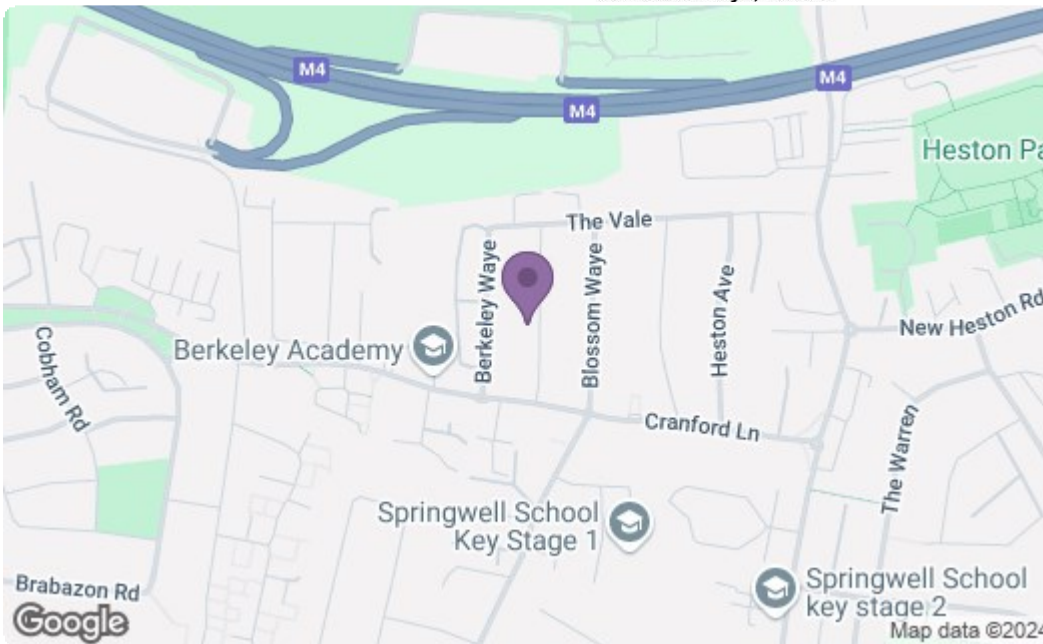 M4
M4
M4
Heston Pa
The Vale
Berkeley Waye
Blossom Waye
Heston Ave
New Heston Rd
Cobham Rd
Berkeley Academy
Cranford Ln
The Warren
Springwell School
Key Stage 1
Brabazon Rd
Springwell School
key stage 2
Google
Map data ©2024